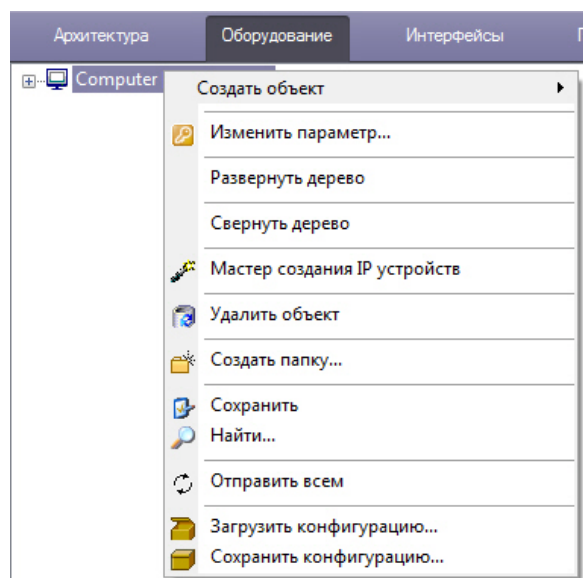 Архитектура Оборудование Интерфейсы
Computer
Создать объект
Изменить параметр...
Развернуть дерево
Свернуть дерево
Мастер создания IP устройств
Удалить объект
Создать папку...
Сохранить
Найти...
Отправить всем
Загрузить конфигурацию...
Сохранить конфигурацию...